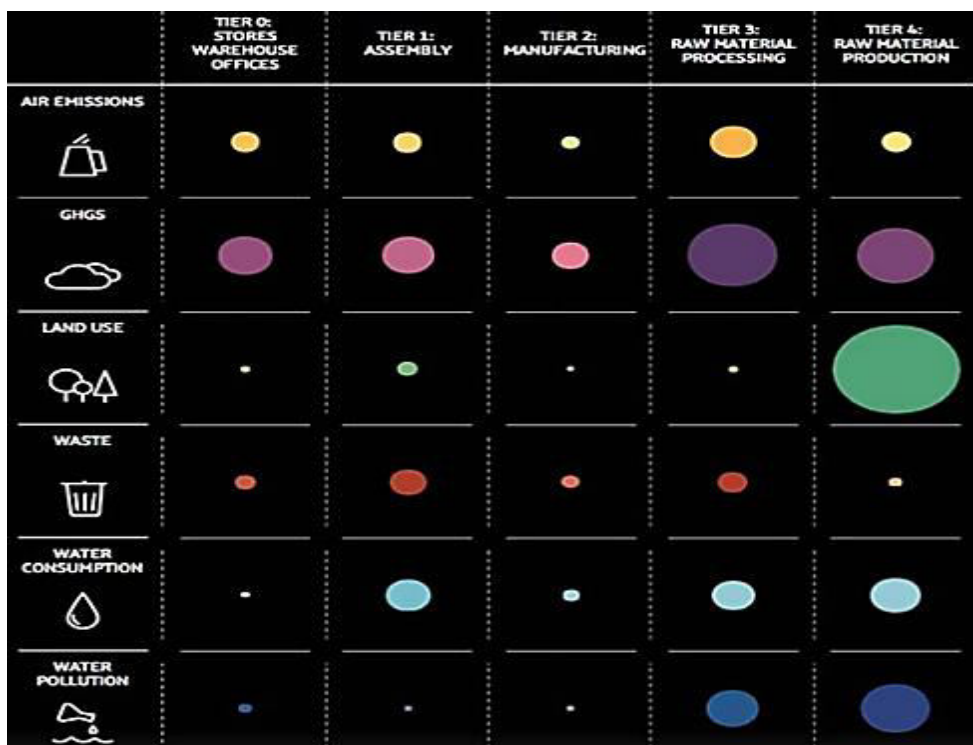 TIER 0:
STORES
WAREHOUSE
OFFICES
TIER 1:
ASSEMBLY
TIER 2:
MANUFACTURING
TIER 3:
RAW MATERIAL
PROCESSING
TIER 4:
RAW MATERIAL
PRODUCTION
AIR EMISSIONS
GHGS
LAND USE
WASTE
WATER
CONSUMPTION
WATER
POLLUTION